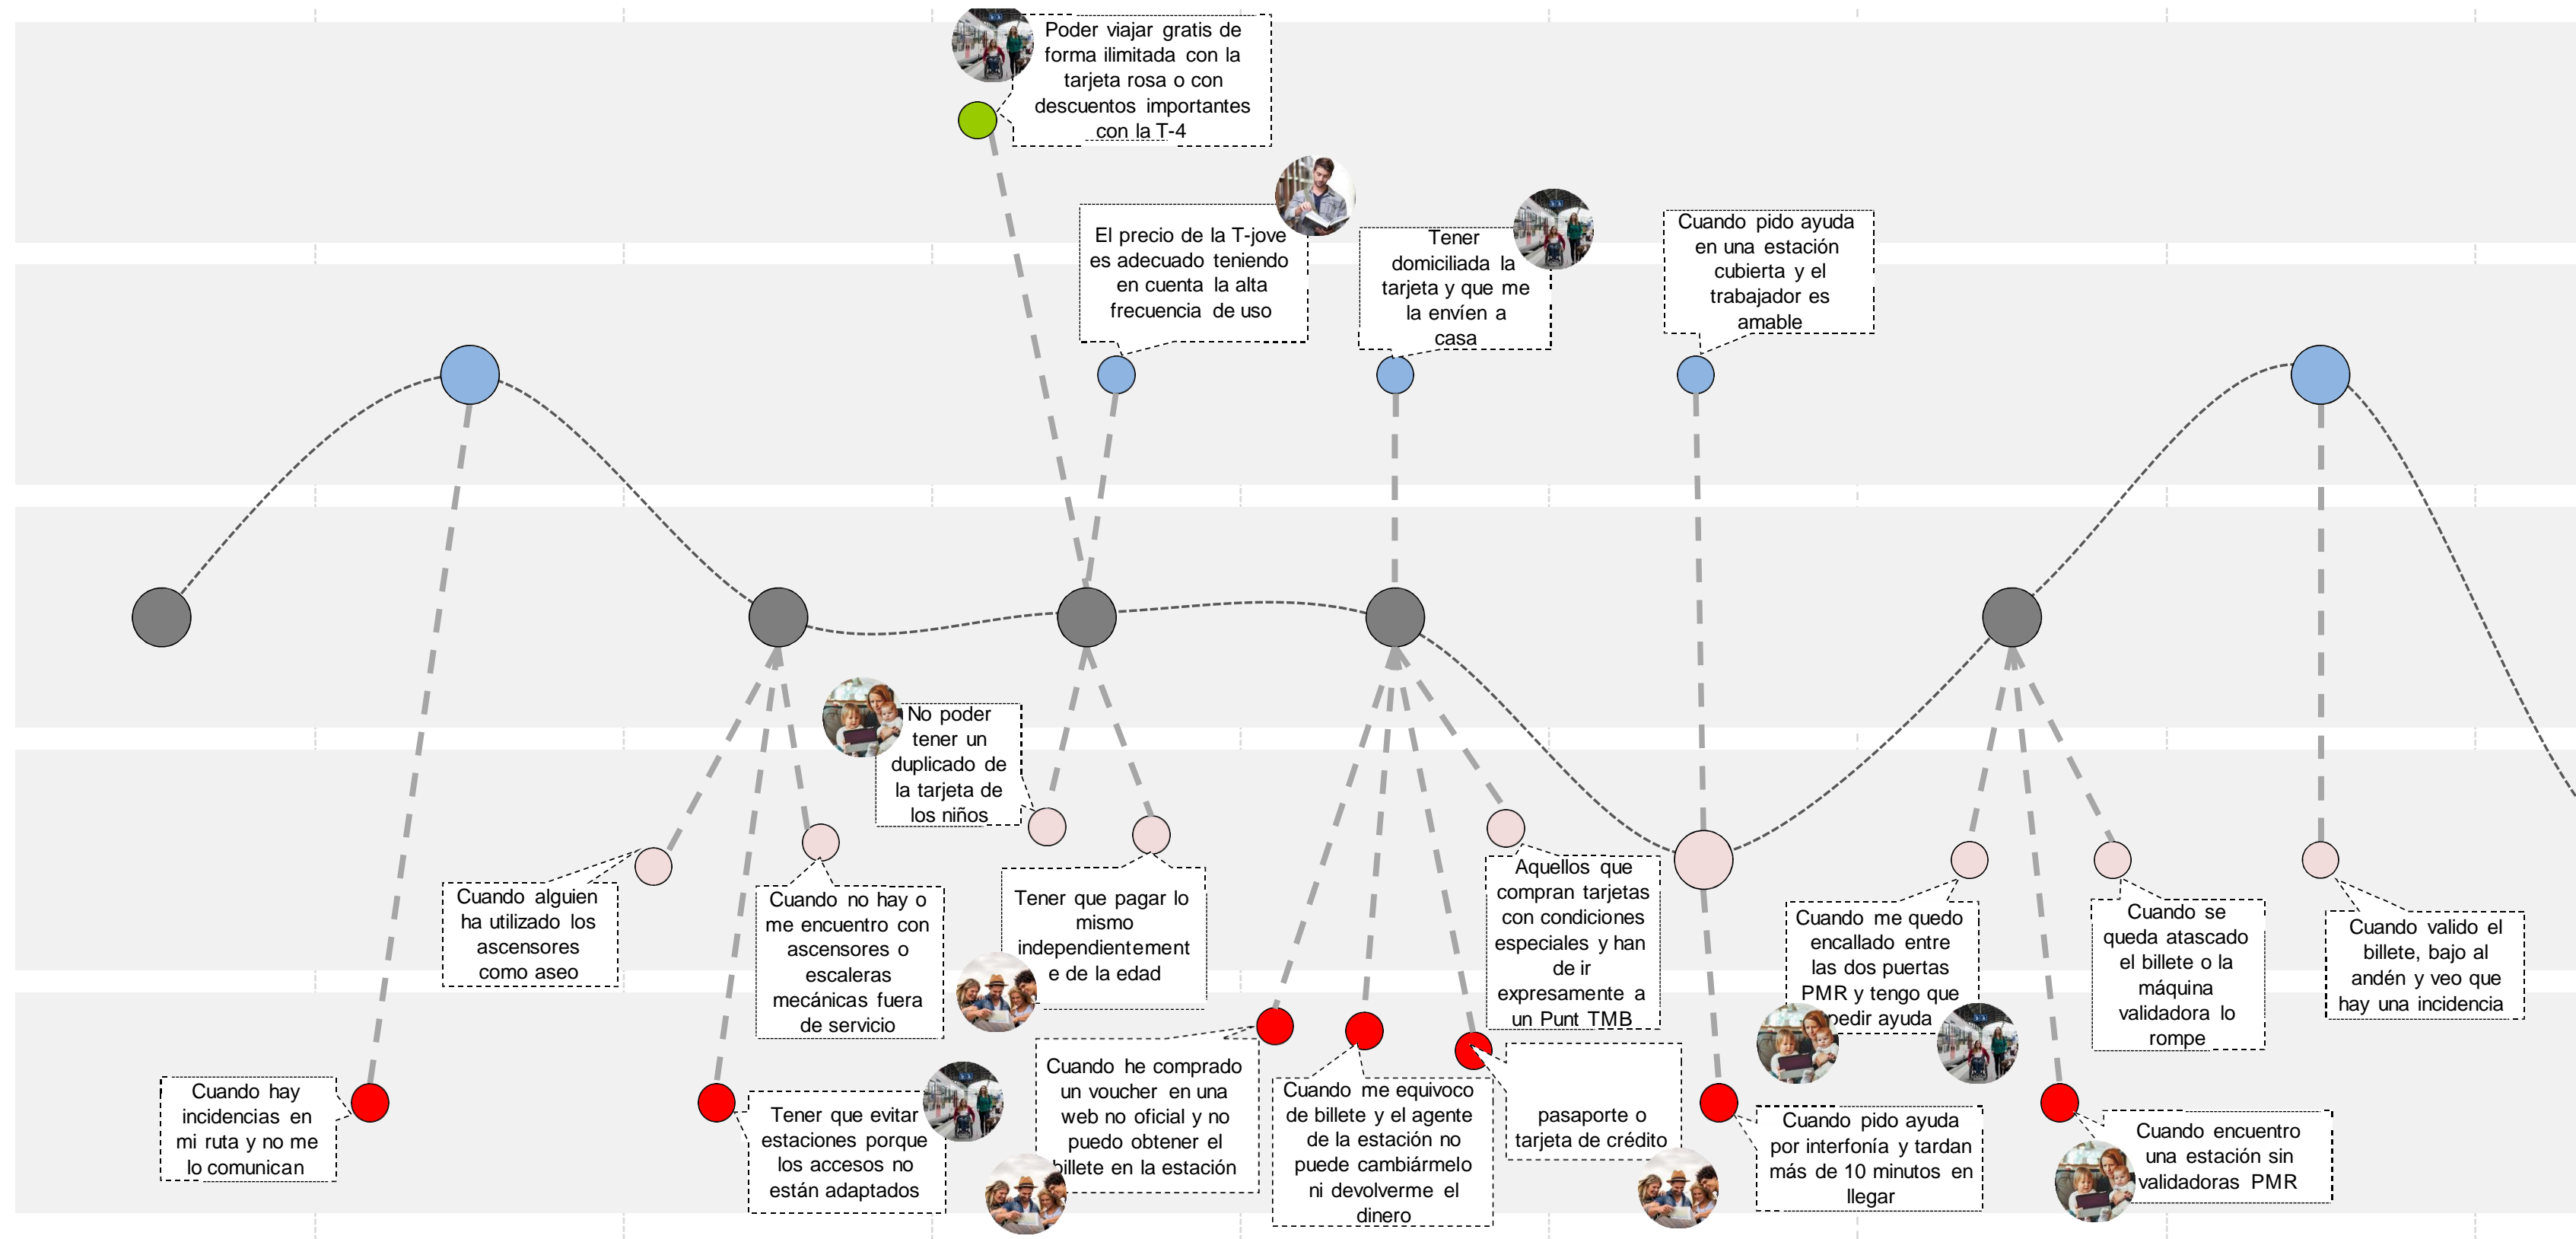 Poder viajar gratis de
forma ilimitada con la
tarjeta rosa o con
descuentos importantes
con la T-4
El precio de la T-jove
es adecuado teniendo
en cuenta la alta
frecuencia de uso
Tener
domiciliada la
tarjeta y que me
la envíen a
casa
Cuando pido ayuda
en una estación
cubierta y el
trabajador es
amable
No poder
tener un
duplicado de
la tarjeta de
los niños
Cuando alguien
ha utilizado los
ascensores
como aseo
Cuando no hay o
me encuentro con
ascensores o
escaleras
mecánicas fuera
de servicio
Tener que pagar lo
mismo
independientement
e de la edad
Aquellos que
compran tarjetas
con condiciones
especiales y han
de ir
expresamente a
un Punt TMB
Cuando me quedo
encallado entre
las dos puertas
PMR y tengo que
pedir ayuda
Cuando se
queda atascado
el billete o la
máquina
validadora lo
rompe
Cuando valido el
billete, bajo al
andén y veo que
hay una incidencia
Cuando hay
incidencias en
mi ruta y no me
lo comunican
Tener que evitar
estaciones porque
los accesos no
están adaptados
Cuando he comprado
un voucher en una
web no oficial y no
puedo obtener el
billete en la estación
Cuando me equivoco
de billete y el agente
de la estación no
puede cambiármelo
ni devolverme el
dinero
pasaporte o
tarjeta de crédito
Cuando pido ayuda
por interfonía y tardan
más de 10 minutos en
llegar
Cuando encuentro
una estación sin
validadoras PMR